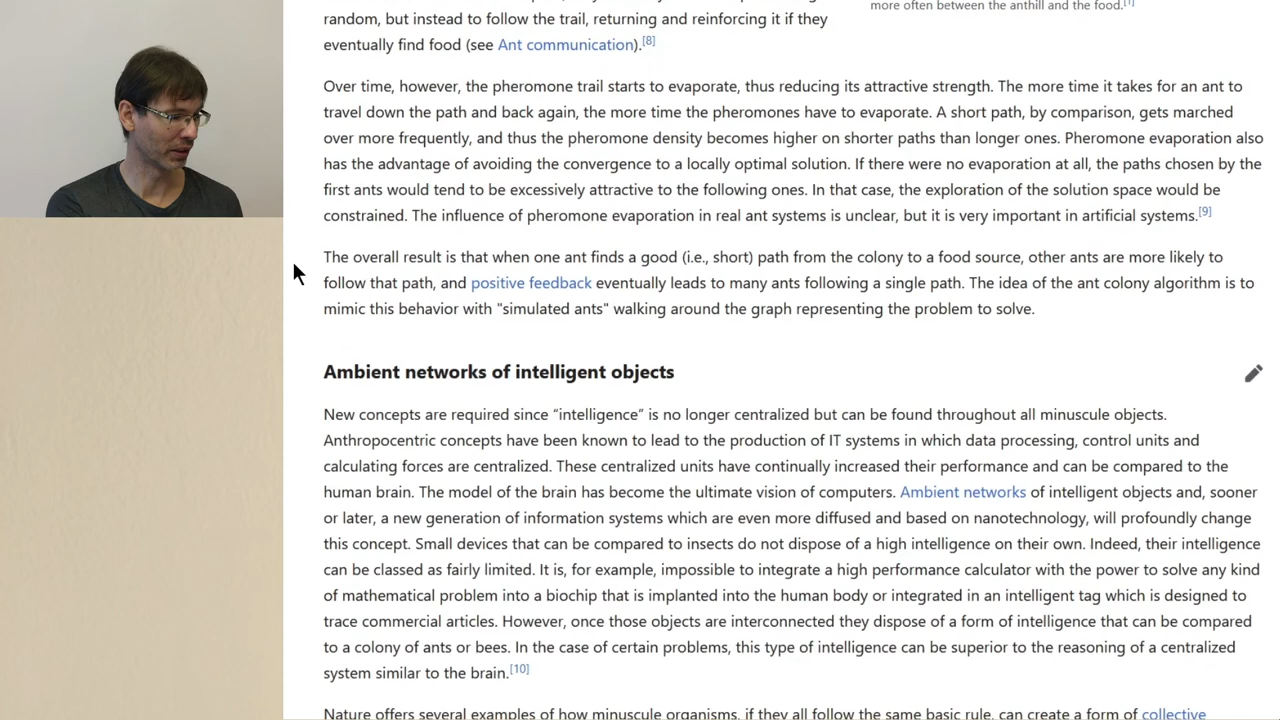 more often between the anthill and the food.[1]
random, but instead to follow the trail, returning and reinforcing it if they
eventually find food (see Ant communication).[8]
Over time, however, the pheromone trail starts to evaporate, thus reducing its attractive strength. The more time it takes for an ant to
travel down the path and back again, the more time the pheromones have to evaporate. A short path, by comparison, gets marched
over more frequently, and thus the pheromone density becomes higher on shorter paths than longer ones. Pheromone evaporation also
has the advantage of avoiding the convergence to a locally optimal solution. If there were no evaporation at all, the paths chosen by the
first ants would tend to be excessively attractive to the following ones. In that case, the exploration of the solution space would be
constrained. The influence of pheromone evaporation in real ant systems is unclear, but it is very important in artificial systems.[9]
The overall result is that when one ant finds a good (i.e., short) path from the colony to a food source, other ants are more likely to
follow that path, and positive feedback eventually leads to many ants following a single path. The idea of the ant colony algorithm is to
mimic this behavior with "simulated ants" walking around the graph representing the problem to solve.
Ambient networks of intelligent objects
New concepts are required since “intelligence” is no longer centralized but can be found throughout all minuscule objects.
Anthropocentric concepts have been known to lead to the production of IT systems in which data processing, control units and
calculating forces are centralized. These centralized units have continually increased their performance and can be compared to the
human brain. The model of the brain has become the ultimate vision of computers. Ambient networks of intelligent objects and, sooner
or later, a new generation of information systems which are even more diffused and based on nanotechnology, will profoundly change
this concept. Small devices that can be compared to insects do not dispose of a high intelligence on their own. Indeed, their intelligence
can be classed as fairly limited. It is, for example, impossible to integrate a high performance calculator with the power to solve any kind
of mathematical problem into a biochip that is implanted into the human body or integrated in an intelligent tag which is designed to
trace commercial articles. However, once those objects are interconnected they dispose of a form of intelligence that can be compared
to a colony of ants or bees. In the case of certain problems, this type of intelligence can be superior to the reasoning of a centralized
system similar to the brain.[10]
Nature offers several examples of how minuscule organisms, if they all follow the same basic rule, can create a form of collective